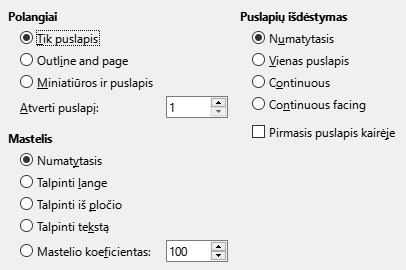 Polangiai
Tik puslapis
Outline and page
Miniatiūros ir puslapis
Atverti puslapį: 1
Mastelis
Numatytasis
Talpinti lange
Talpinti iš pločio
Talpinti tekstą
Mastelio koeficientas: 100
Puslapių išdėstymas
Numatytasis
Vienas puslapis
Continuous
Continuous facing
Pirmasis puslapis kairėje